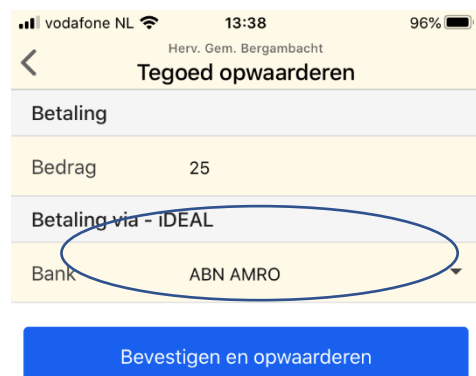 vodafone NL 13:38 96%
Herv. Gem. Bergambacht
Tegoed opwaarderen
Betaling
Bedrag 25
Betaling via - iDEAL
Bank ABN AMRO
Bevestigen en opwaarderen